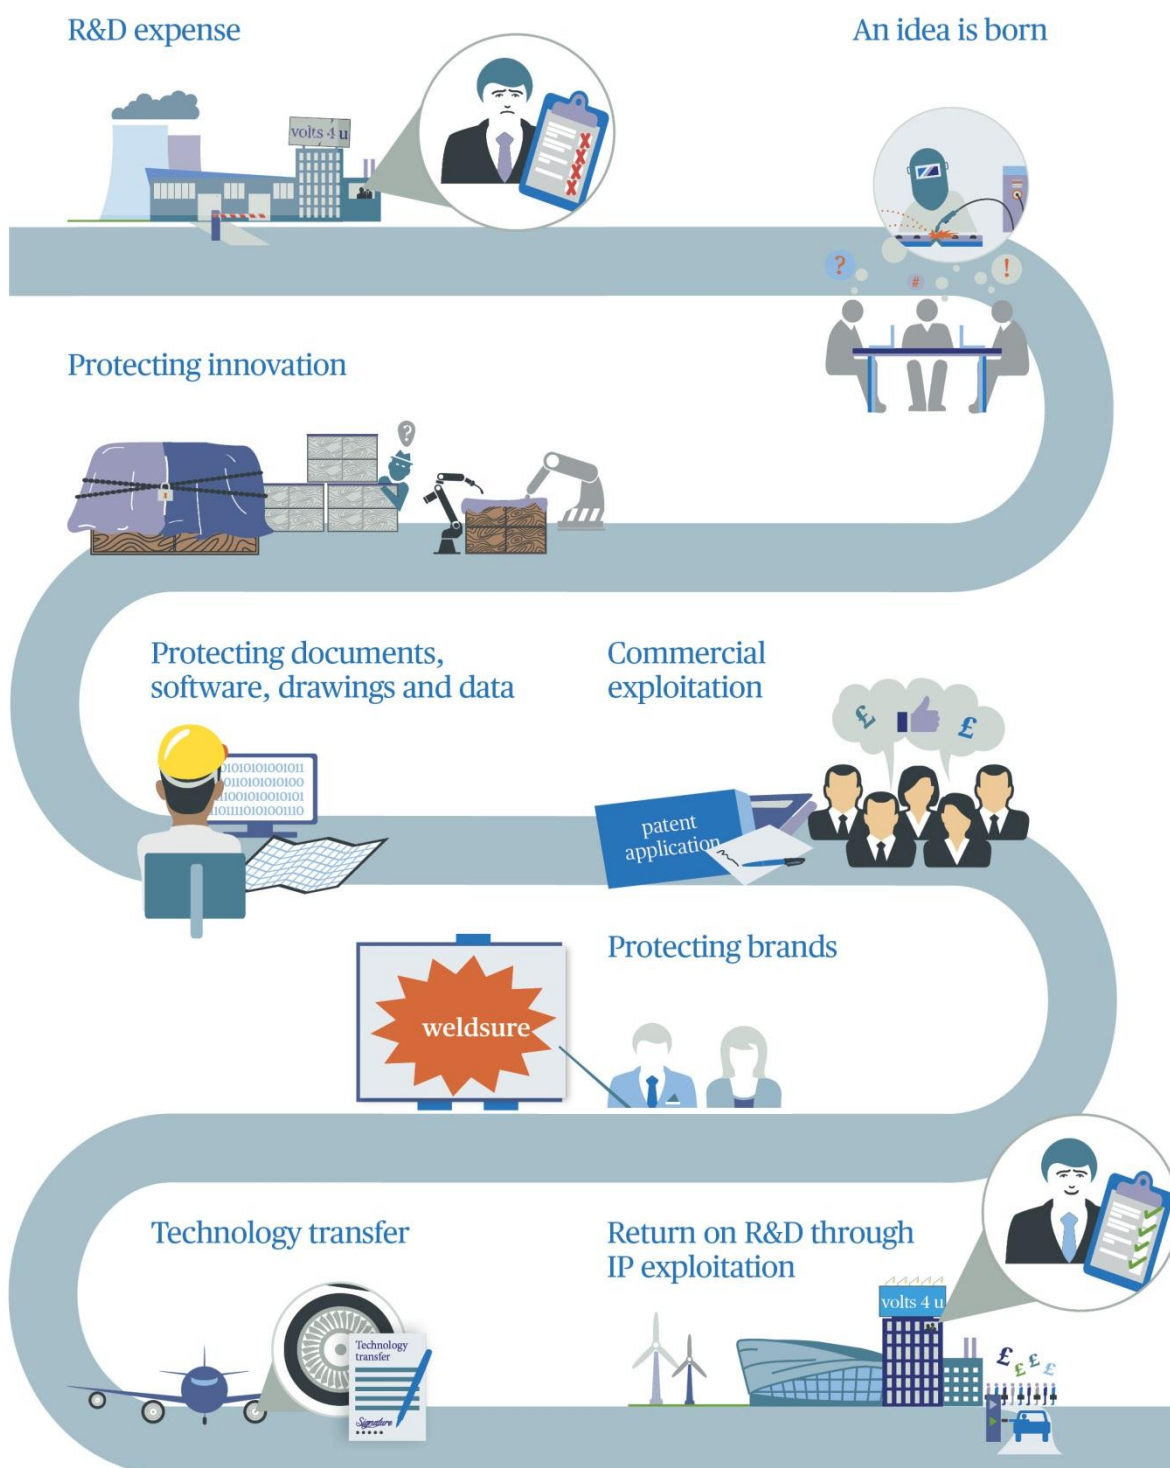 R&D expense
An idea is born
volts 4 u
?
#
!
Protecting innovation
?
Protecting documents,
software, drawings and data
Commercial
exploitation
£
£
patent
application
Protecting brands
weldsure
Technology transfer
Return on R&D through
IP exploitation
volts 4 u
Technology
transfer
Signature
£
£
£
£